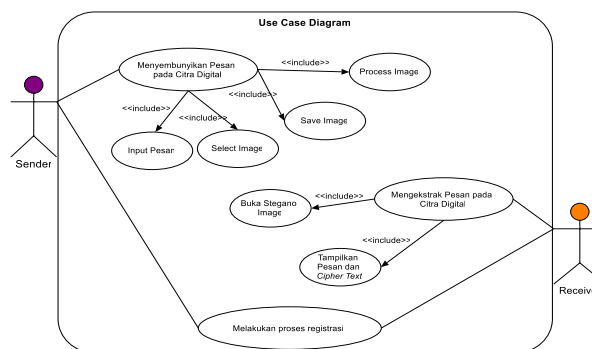 Use Case Diagram
Menyembunyikan Pesan
pada Citra Digital
<<include>>
Process Image
<<include>>
<<include>>
<<include>>
Save Image
Input Pesan
Select Image
Sender
Mengekstrak Pesan pada
Citra Digital
<<include>>
Buka Stegano
Image
<<include>>
Tampilkan
Pesan dan
Cipher Text
Receive
Melakukan proses registrasi